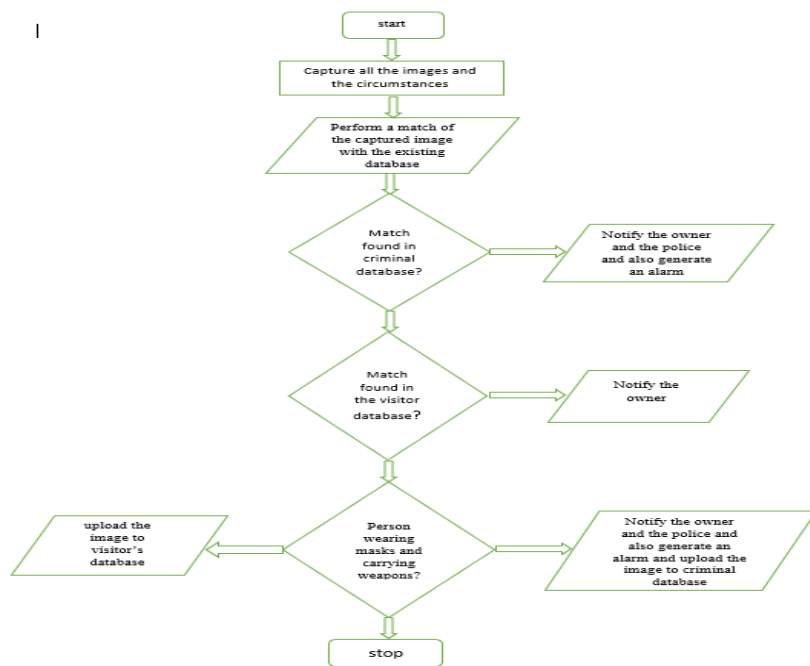 I
start
Capture all the images and
the circumstances
Perform a match of
the captured image
with the existing
database
Match
found in
criminal
database?
Notify the owner
and the police
and also generate
an alarm
Match
found in
the visitor
database?
Notify the
owner
upload the
image to
visitor's
database
Person
wearing
masks and
carrying
weapons?
Notify the owner
and the police and
also generate an
alarm and upload the
image to criminal
database
stop